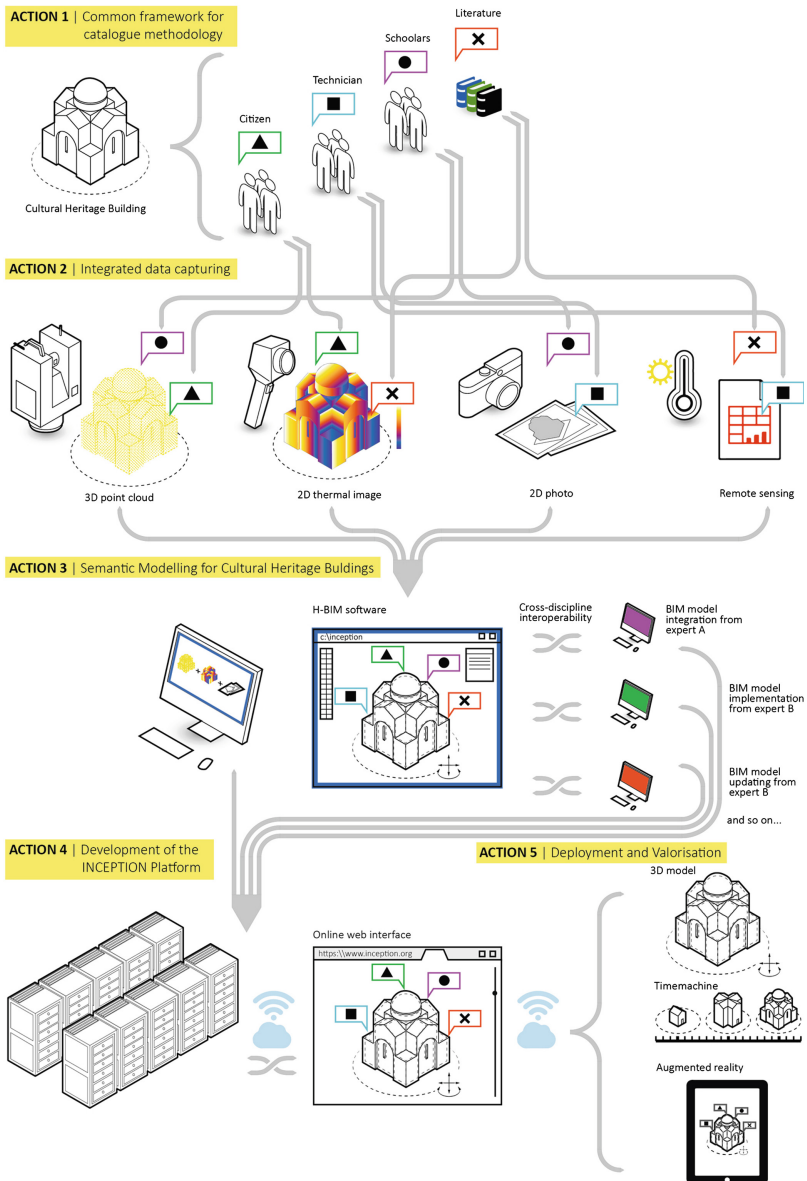 ACTION 1 | Common framework for
catalogue methodology
Literature
Schoolars
Technician
Citizen
Cultural Heritage Building
ACTION 2 | Integrated data capturing
3D point cloud
2D thermal image
2D photo
Remote sensing
ACTION 3 | Semantic Modelling for Cultural Heritage Buldings
H-BIM software
c:\inception
Cross-discipline
interoperability
BIM model
integration from
expert A
BIM model
implementation
from expert B
BIM model
updating from
expert B
and so on...
ACTION 4 | Development of the
INCEPTION Platform
ACTION 5 | Deployment and Valorisation
Online web interface
https:\\www.inception.org
3D model
Timemachine
Augmented reality